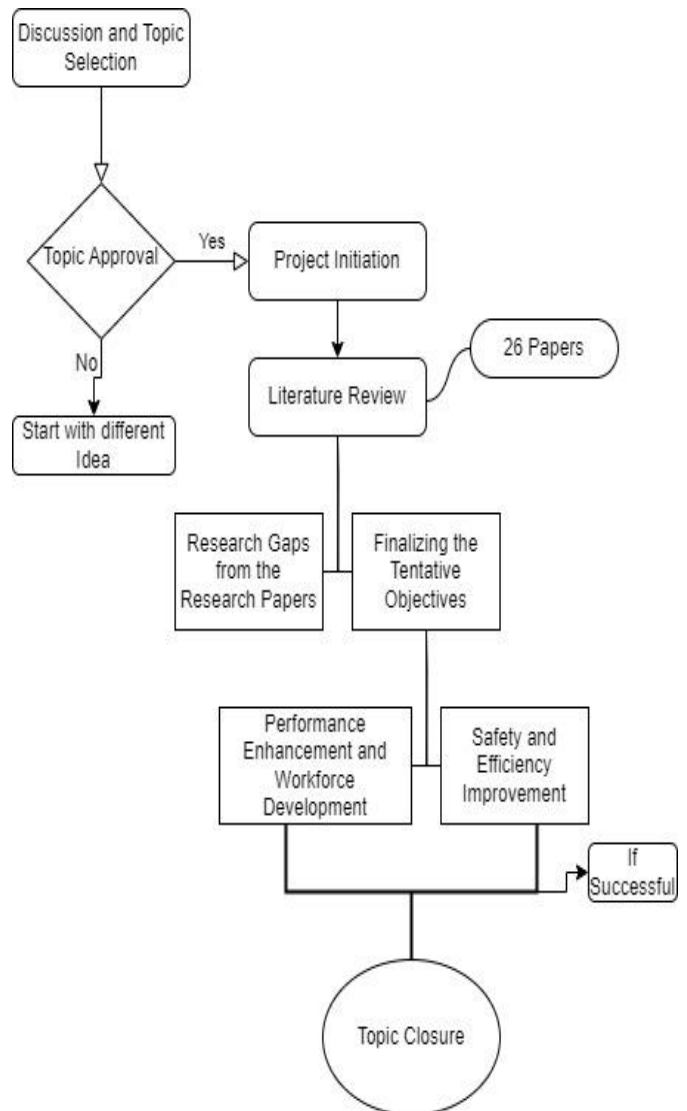 Discussion and Topic
Selection
Topic Approval
Yes
Project Initiation
No
Start with different
Idea
Literature Review
26 Papers
Research Gaps
from the
Research Papers
Finalizing the
Tentative
Objectives
Performance
Enhancement and
Workforce
Development
Safety and
Efficiency
Improvement
If
Successful
Topic Closure